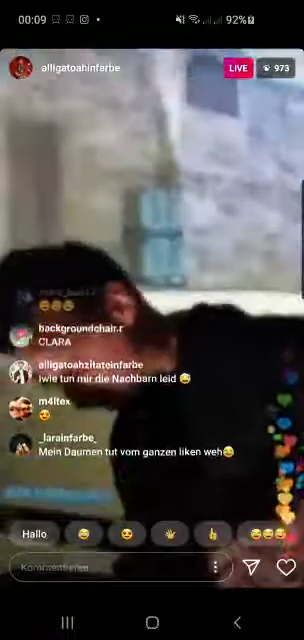 00:09
92%
alligatoahinfarbe
LIVE
973
😂😂😂
backgroundchair.r
CLARA
alligatoahzitateinfarbe
Iwie tun mir die Nachbarn leid 😅
m4ltex
😍
_larainfarbe_
Mein Daumen tut vom ganzen liken weh😂
Hallo
Kommentieren